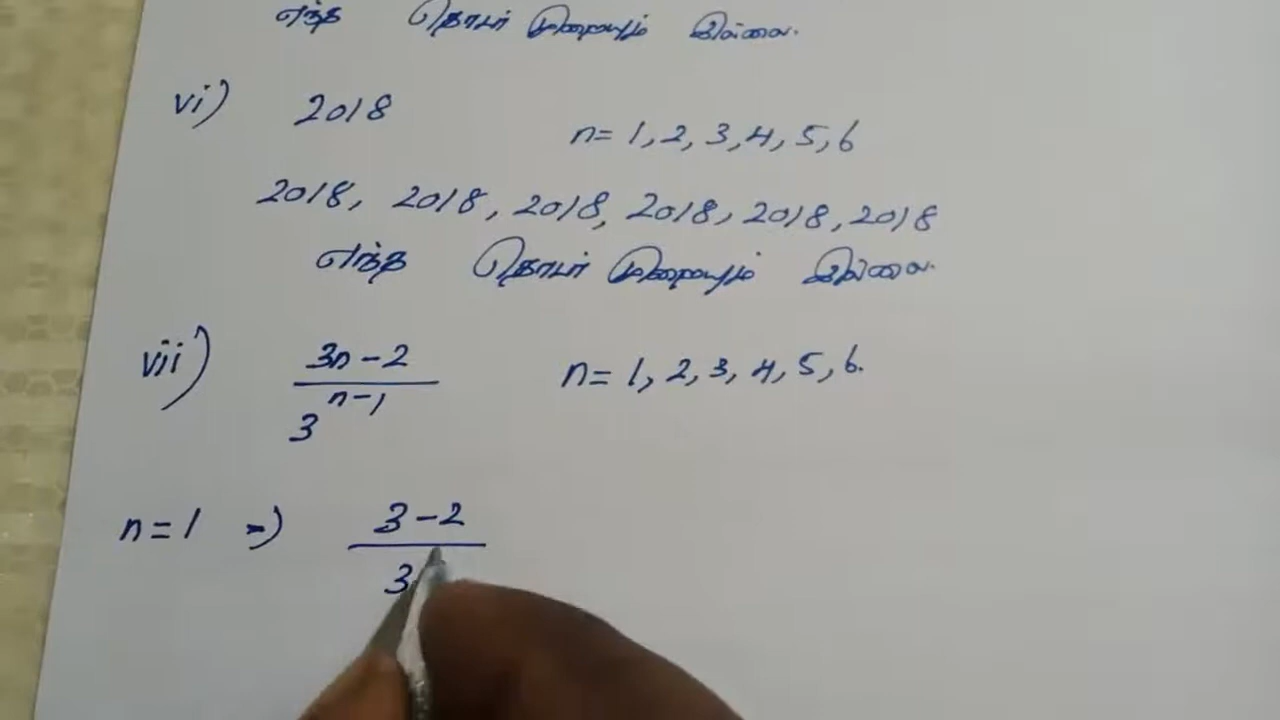 எந்த தொடர் முறையும் இல்லை.
vi) 2018 n= 1, 2, 3, 4, 5, 6
2018, 2018, 2018, 2018, 2018, 2018
எந்த தொடர் முறையும் இல்லை.
vii) 3n-2 n= 1, 2, 3, 4, 5, 6.
3^{n-1}
n=1 => 3-2
3